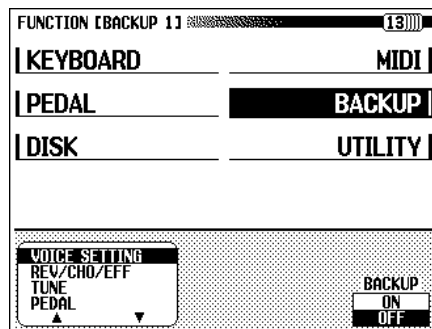 FUNCTION [BACKUP 1] 13
KEYBOARD MIDI
PEDAL BACKUP
DISK UTILITY
VOICE SETTING
REV/CHO/EFF
TUNE
PEDAL
BACKUP
ON
OFF